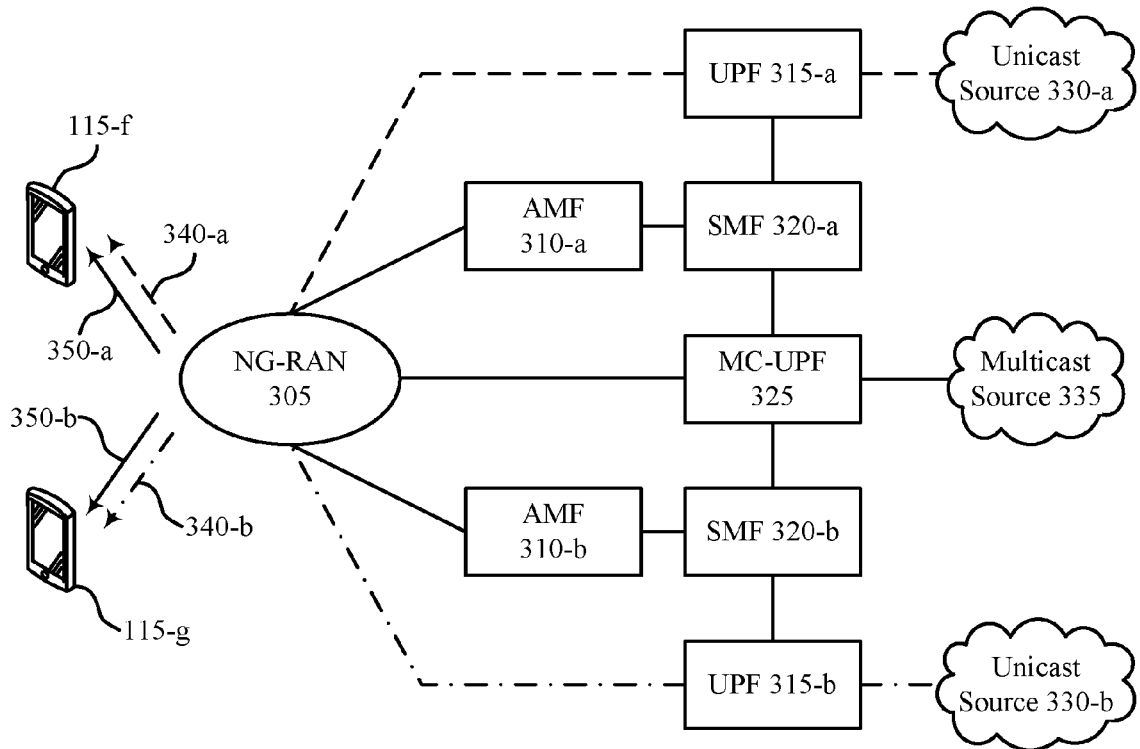 UPF 315-a
Unicast
Source 330-a
115-f
AMF
310-a
SMF 320-a
340-a
350-a
NG-RAN
305
MC-UPF
325
Multicast
Source 335
350-b
340-b
AMF
310-b
SMF 320-b
115-g
UPF 315-b
Unicast
Source 330-b